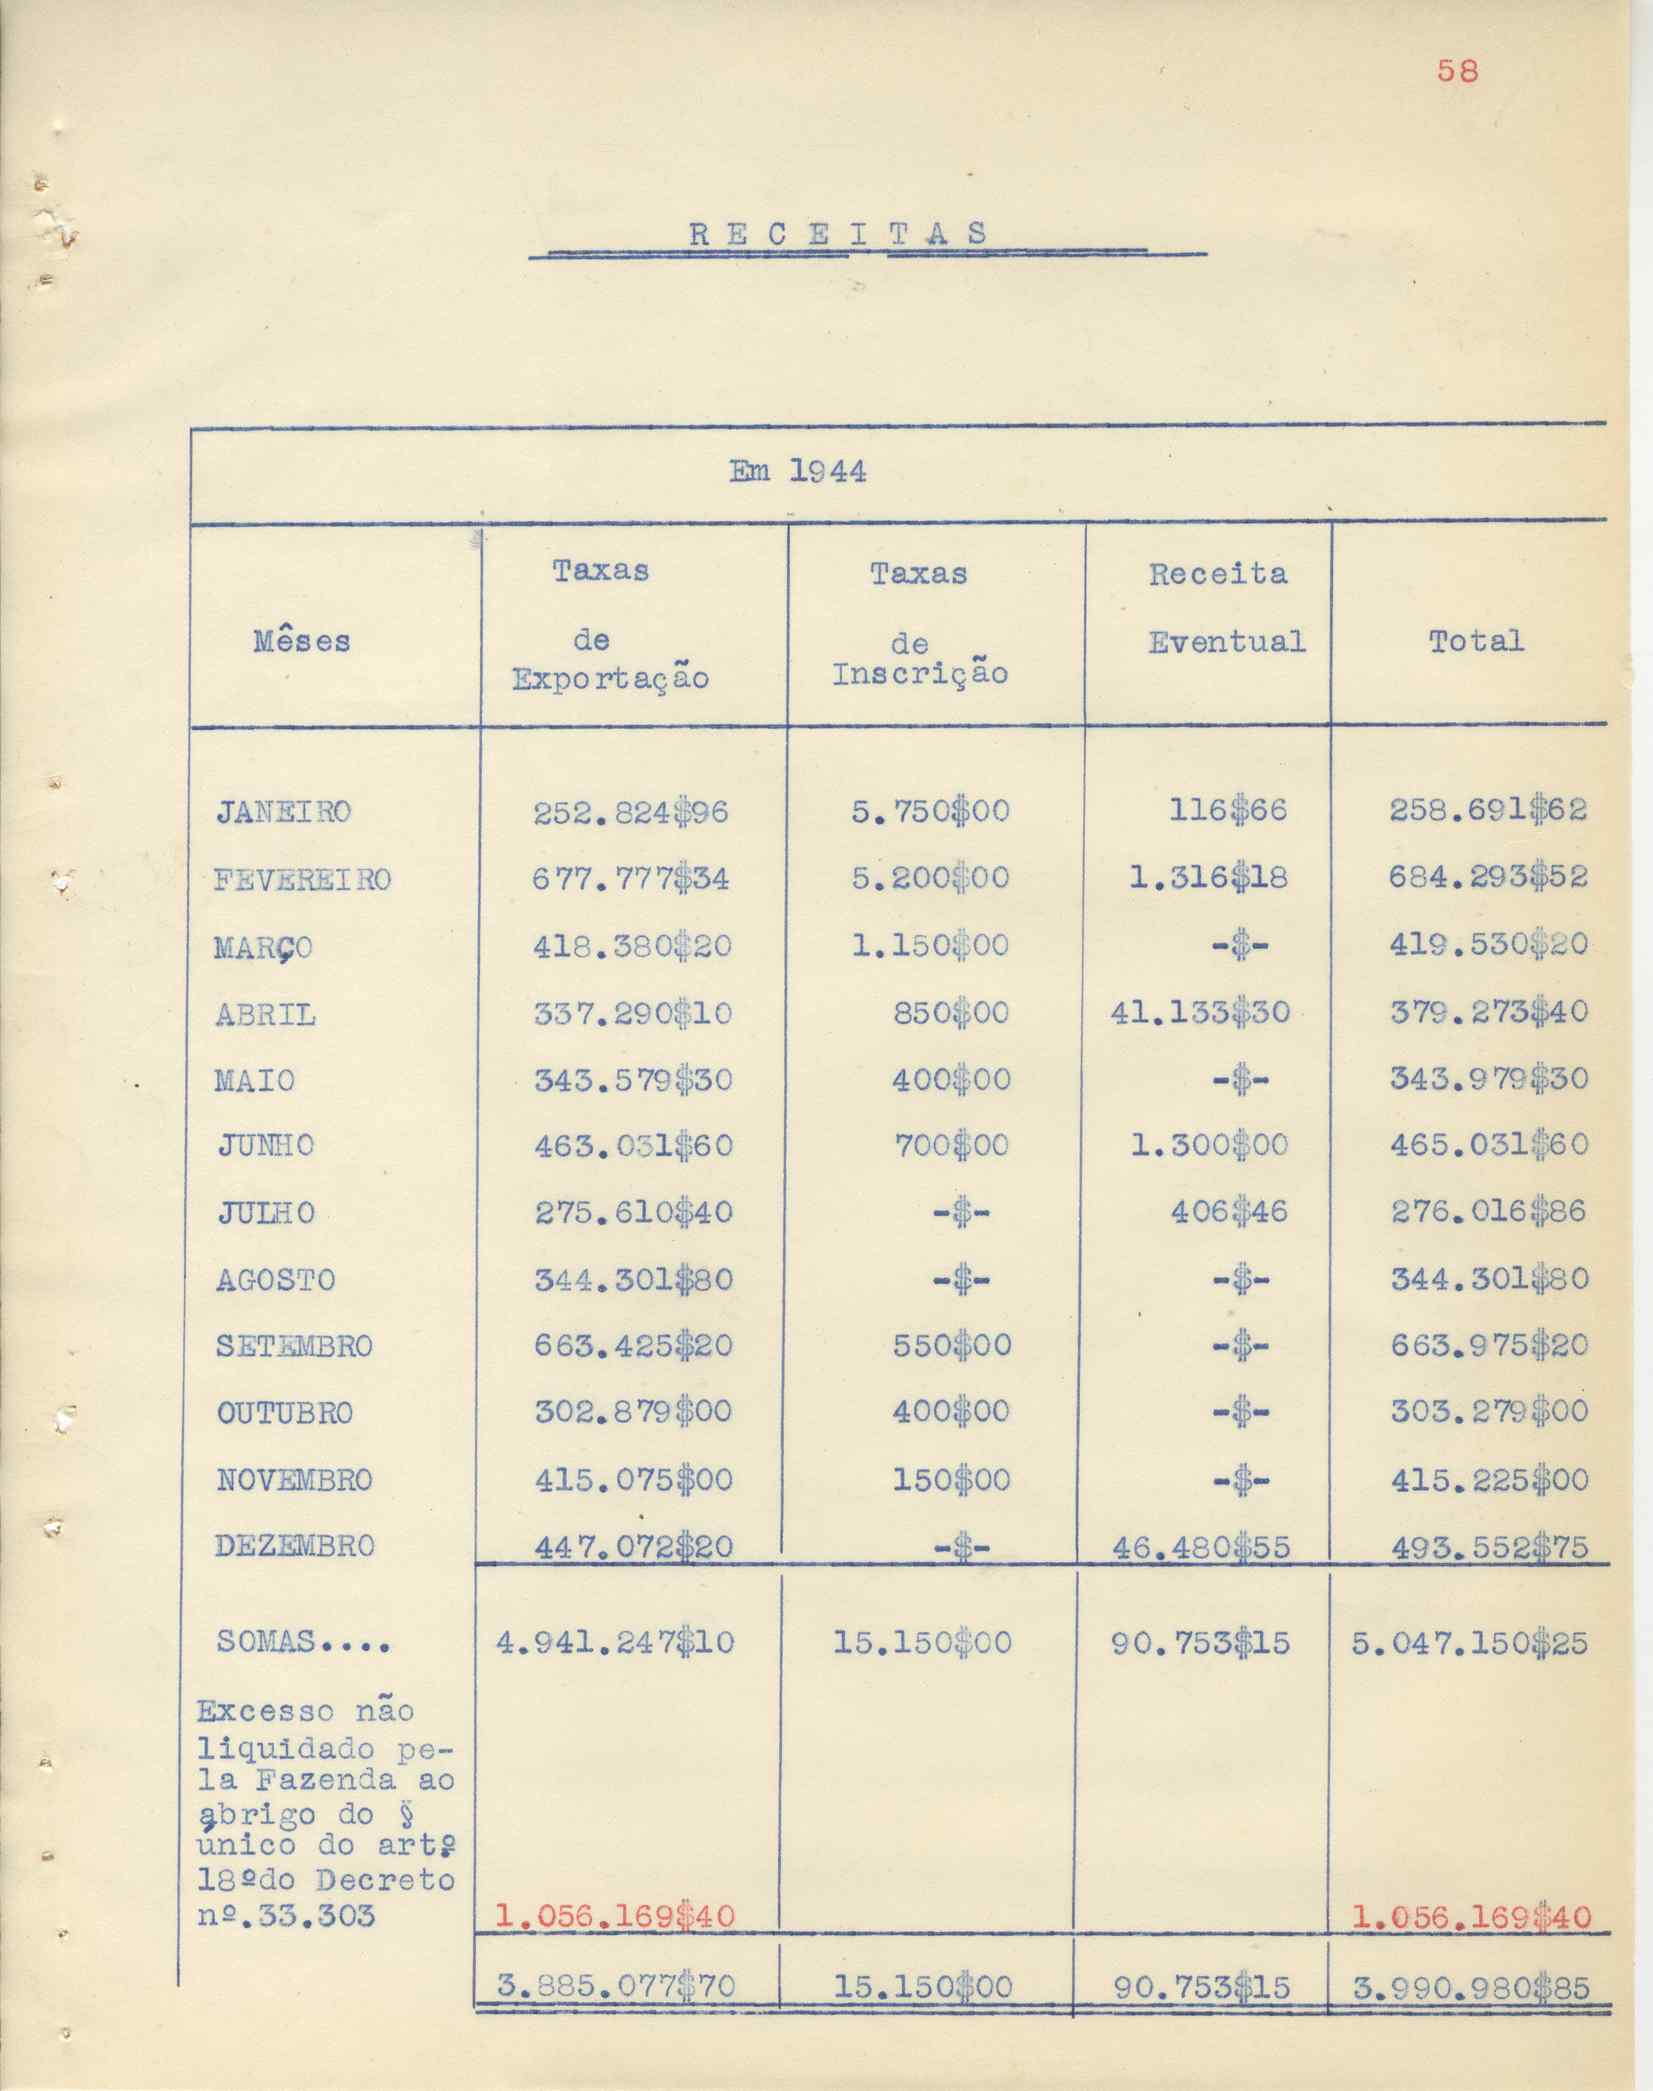 58
RECEITAS
Em 1944
Mêses | Taxas de Exportação | Taxas de Inscrição | Receita Eventual | Total
JANEIRO 252.824$96 5.750$00 116$66 258.691$62
FEVEREIRO 677.777$34 5.200$00 1.316$18 684.293$52
MARÇO 418.380$20 1.150$00 -$- 419.530$20
ABRIL 337.290$10 850$00 41.133$30 379.273$40
MAIO 343.579$30 400$00 -$- 343.979$30
JUNHO 463.031$60 700$00 1.300$00 465.031$60
JULHO 275.610$40 -$- 406$46 276.016$86
AGOSTO 344.301$80 -$- -$- 344.301$80
SETEMBRO 663.425$20 550$00 -$- 663.975$20
OUTUBRO 302.879$00 400$00 -$- 303.279$00
NOVEMBRO 415.075$00 150$00 -$- 415.225$00
DEZEMBRO 447.072$20 -$- 46.480$55 493.552$75
SOMAS.... 4.941.247$10 15.150$00 90.753$15 5.047.150$25
Excesso não
liquidado pe-
la Fazenda ao
abrigo do §
único do artº
18ºdo Decreto
nº.33.303 1.056.169$40 1.056.169$40
3.885.077$70 15.150$00 90.753$15 3.990.980$85